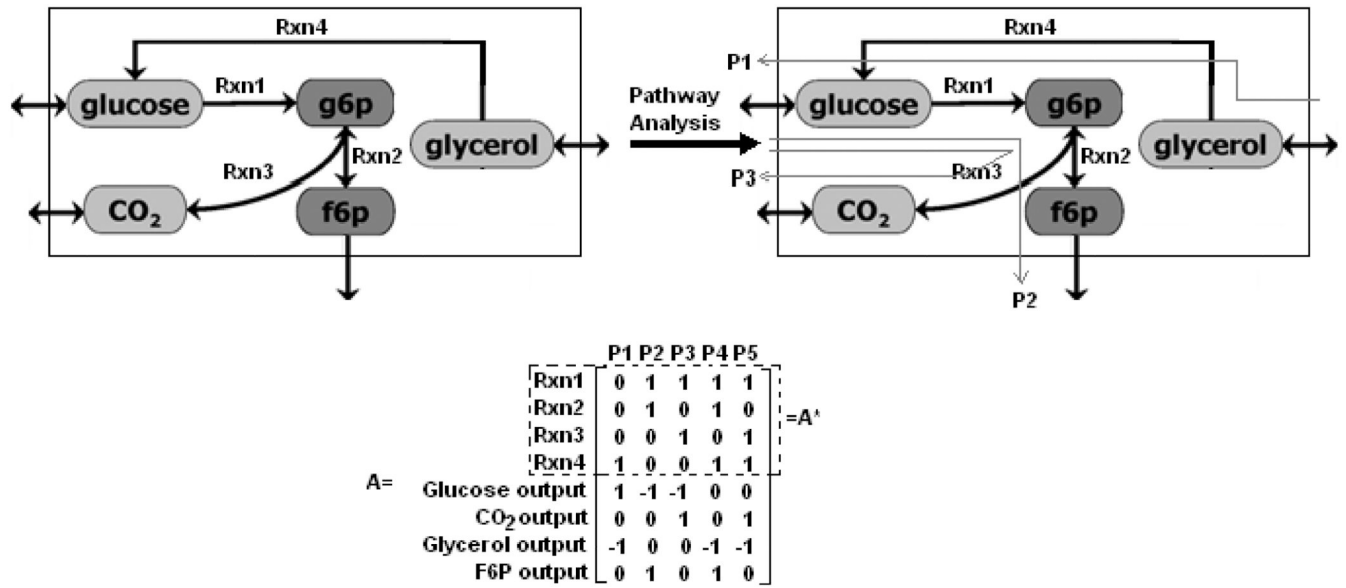 Rxn4
glucose
Rxn1
g6p
glycerol
Rxn3
Rxn2
CO2
f6p
Pathway
Analysis
Rxn4
P1
glucose
Rxn1
g6p
glycerol
P3
Rxn3
Rxn2
CO2
f6p
P2
P1 P2 P3 P4 P5
Rxn1 0 1 1 1 1
Rxn2 0 1 0 1 0
Rxn3 0 0 1 0 1
Rxn4 1 0 0 1 1
=A*
A=
Glucose output 1 -1 -1 0 0
CO2 output 0 0 1 0 1
Glycerol output -1 0 0 -1 -1
F6P output 0 1 0 1 0